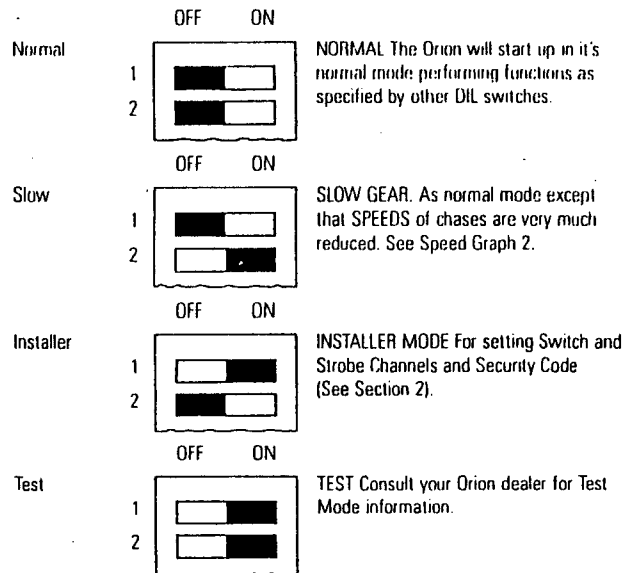 OFF ON
Normal
NORMAL The Orion will start up in it's
normal mode performing functions as
specified by other DIL switches.
1
2
OFF ON
Slow
SLOW GEAR. As normal mode except
that SPEEDS of chases are very much
reduced. See Speed Graph 2.
1
2
OFF ON
Installer
INSTALLER MODE For setting Switch and
Strobe Channels and Security Code
(See Section 2).
1
2
OFF ON
Test
TEST Consult your Orion dealer for Test
Mode information.
1
2